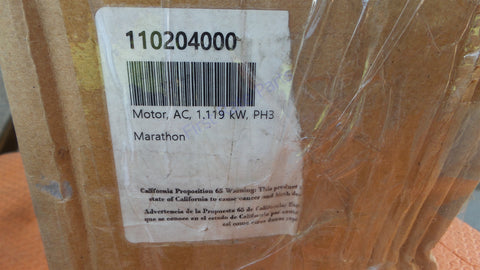 110204000
Motor, AC, 1.119 kW, PH3
Marathon
California Proposition 65 Warning: This product
state of California to cause cancer and birth
Advertencia de la Propuesta 65 de California:
que se conoce en el estado de California